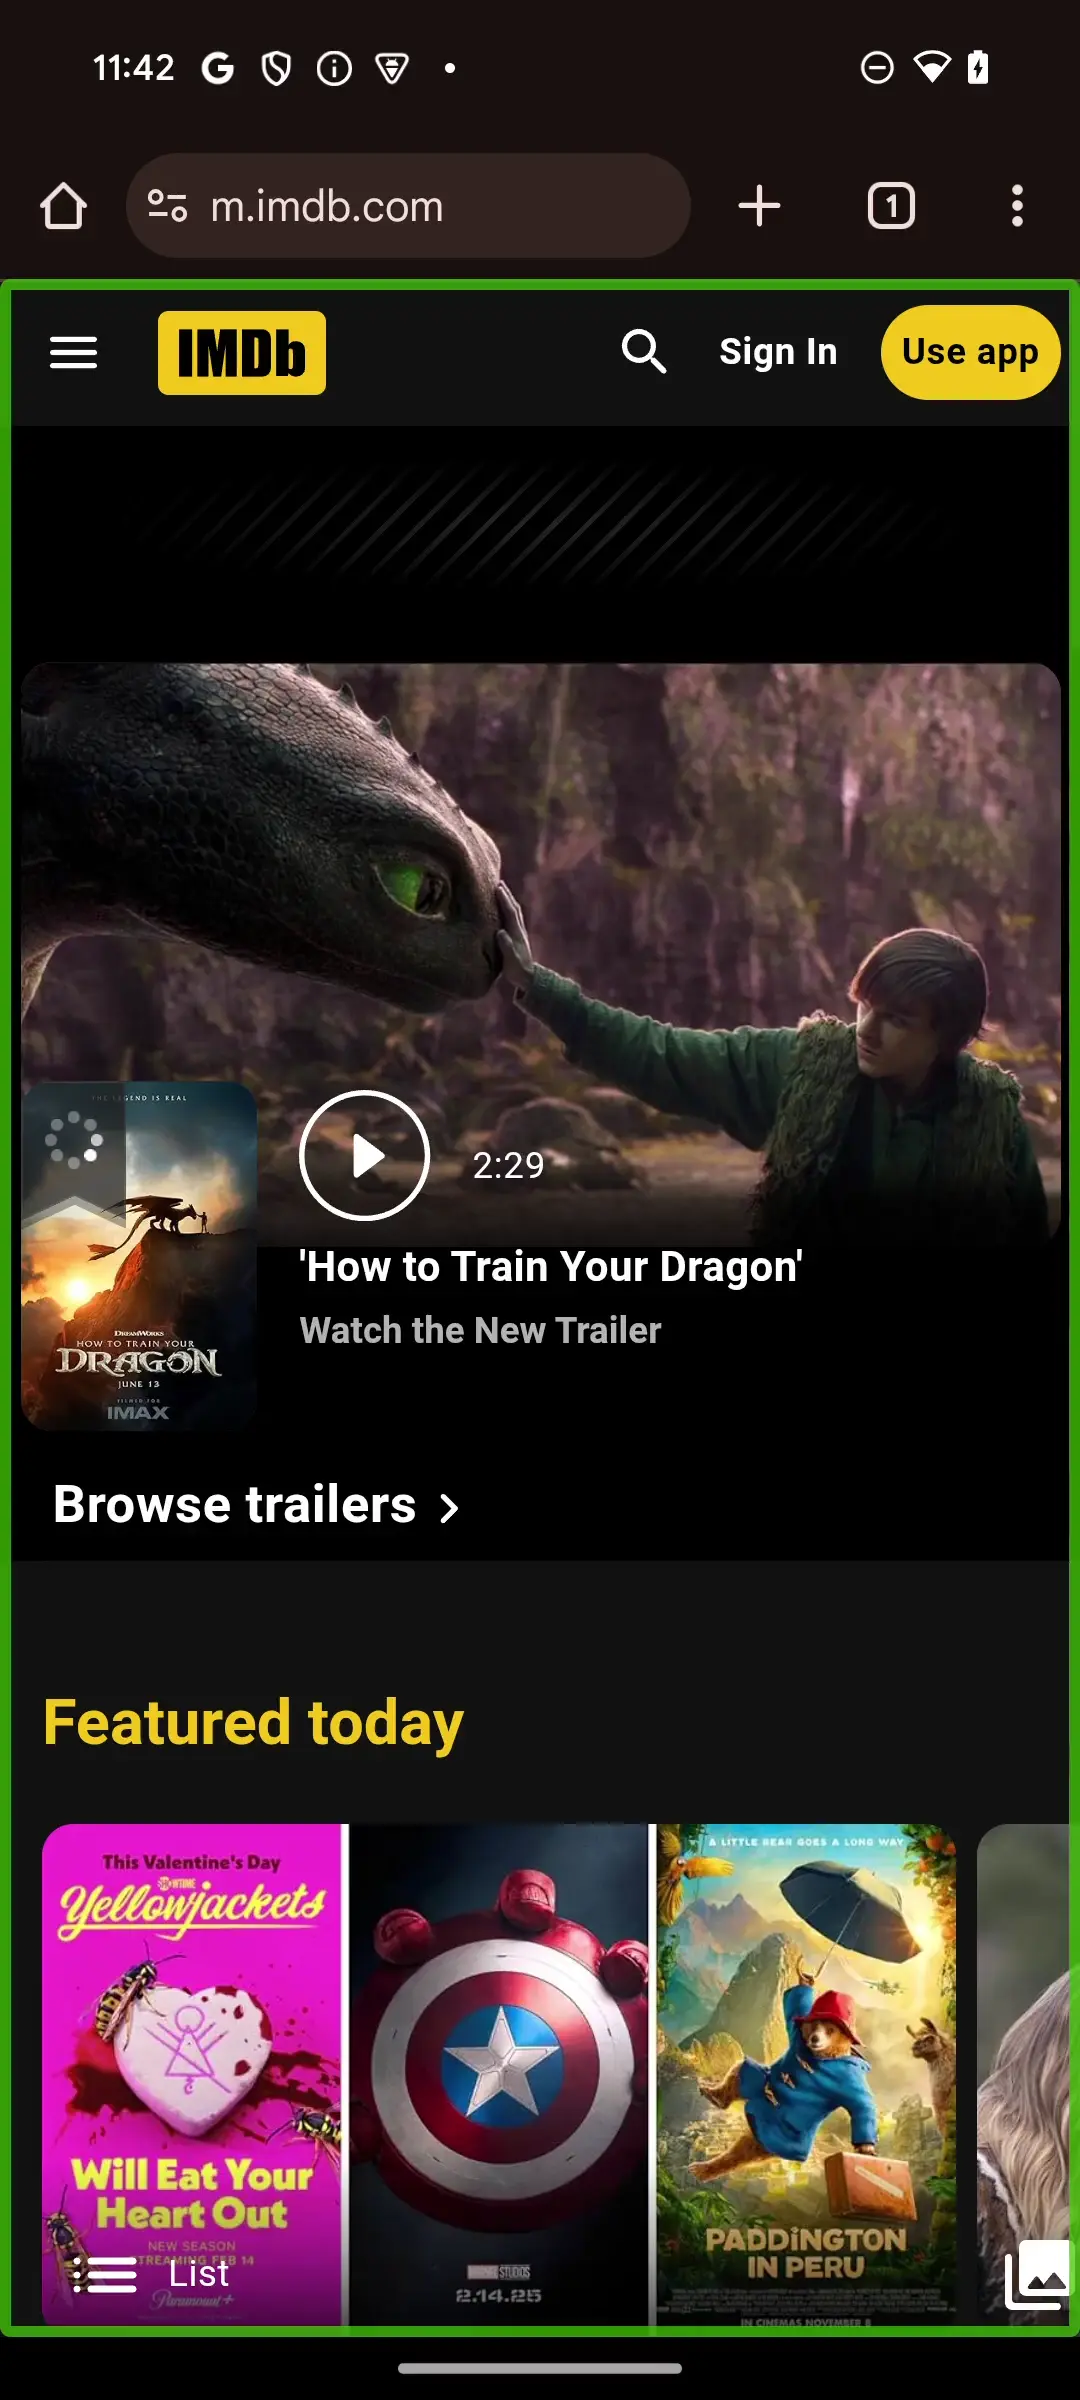 11:42
m.imdb.com
1
IMDb
Sign In
Use app
THE LEGEND IS REAL
2:29
'How to Train Your Dragon'
Watch the New Trailer
DREAMWORKS
HOW TO TRAIN YOUR
DRAGON
JUNE 13
FILMED FOR
IMAX
Browse trailers
Featured today
This Valentine's Day
SHOWTIME
Yellowjackets
Will Eat Your
Heart Out
NEW SEASON
STREAMING FEB 14
Paramount+
List
STUDIOS
2.14.25
A LITTLE BEAR GOES A LONG WAY
PADDINGTON
IN PERU
IN CINEMAS NOVEMBER 8